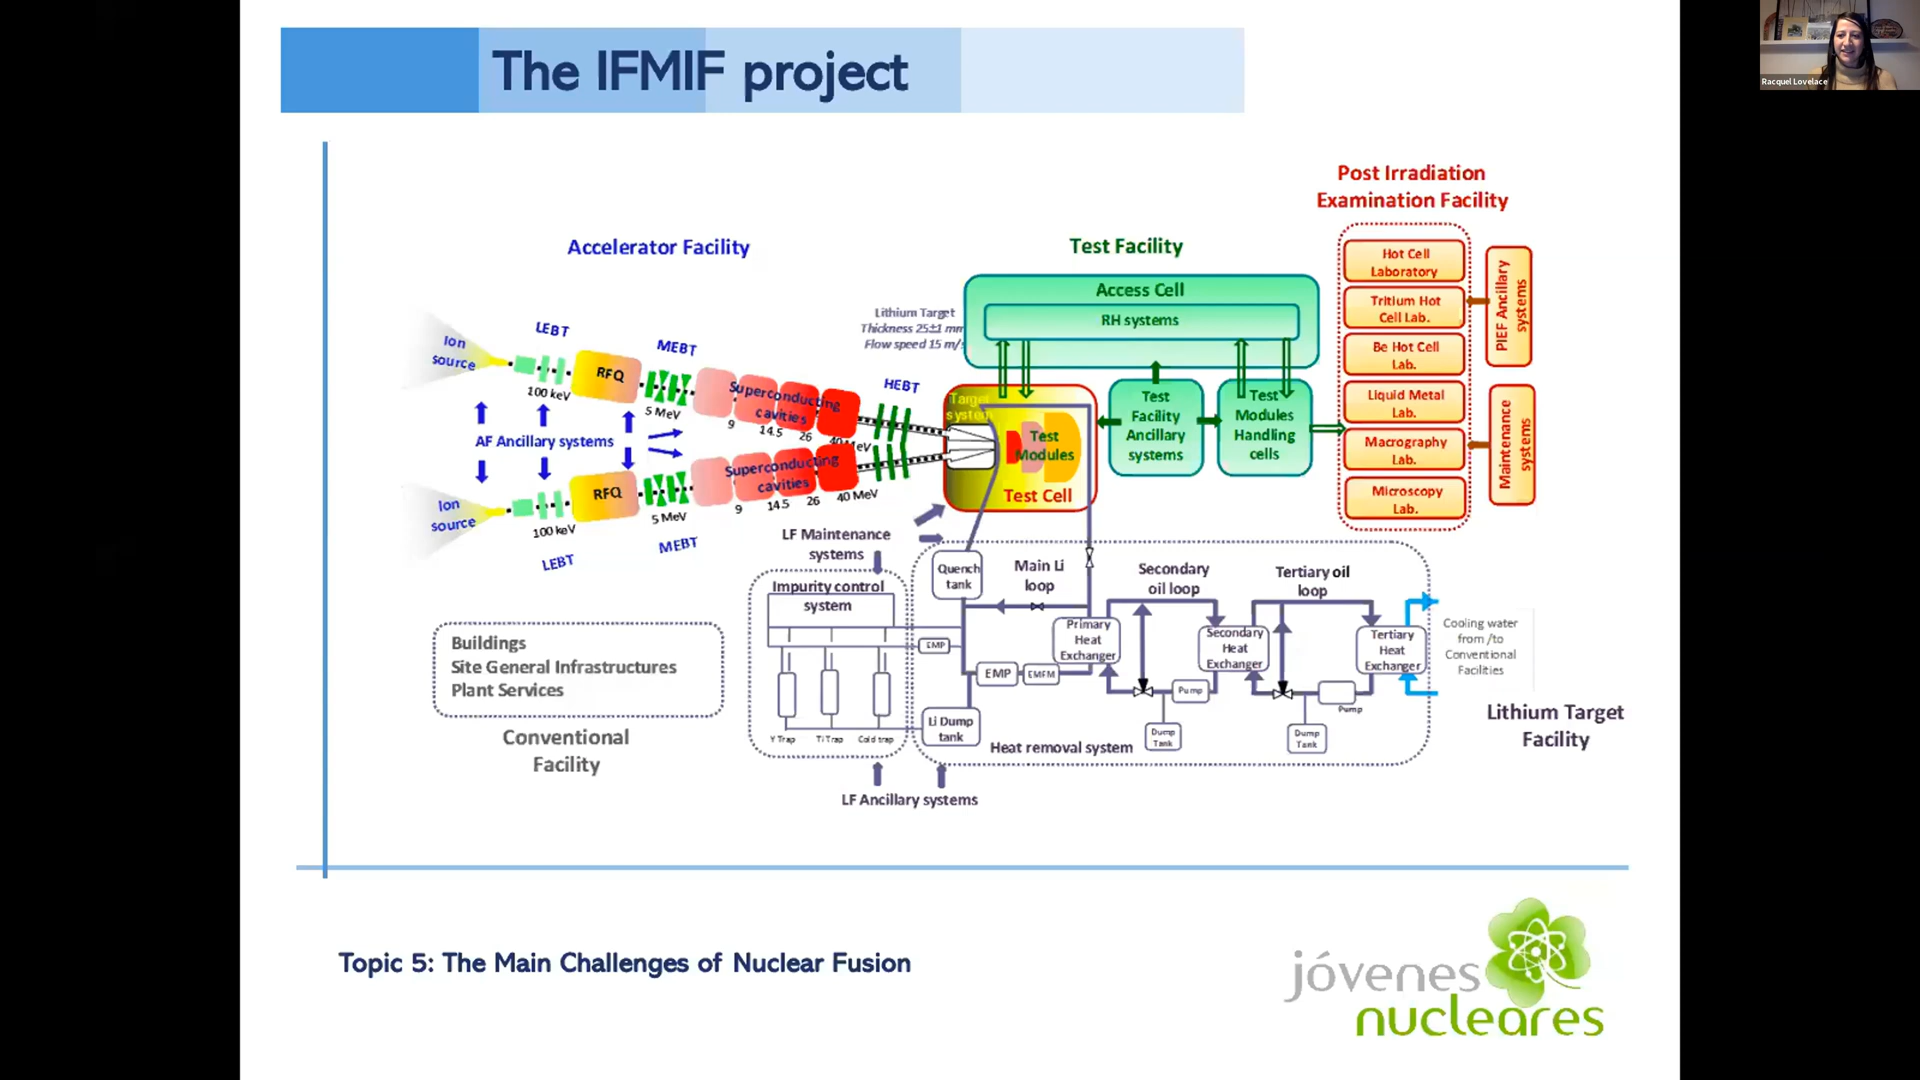 The IFMIF project
Racquel Lovelace
Post Irradiation
Examination Facility
Accelerator Facility
Test Facility
Hot Cell
Laboratory
Tritium Hot
Cell Lab.
Be Hot Cell
Lab.
Liquid Metal
Lab.
Macrography
Lab.
Microscopy
Lab.
PIEF Ancillary
systems
Maintenance
systems
Access Cell
RH systems
Lithium Target
Thickness 25±1 mm
Flow speed 15 m/s
Ion
source
LEBT
100 keV
RFQ
MEBT
5 MeV
Superconducting
cavities
9
14.5
26
40 MeV
HEBT
AF Ancillary systems
Ion
source
LEBT
100 keV
RFQ
MEBT
5 MeV
Superconducting
cavities
9
14.5
26
40 MeV
Target
system
Test
Modules
Test Cell
Test
Facility
Ancillary
systems
Test
Modules
Handling
cells
LF Maintenance
systems
Impurity control
system
Y Trap
Ti Trap
Cold trap
Quench
tank
Main Li
loop
EMP
EMP
EMFM
Li Dump
tank
Primary
Heat
Exchanger
Secondary
oil loop
Pump
Dump
Tank
Secondary
Heat
Exchanger
Tertiary oil
loop
Pump
Dump
Tank
Tertiary
Heat
Exchanger
Heat removal system
Cooling water
from /to
Conventional
Facilities
Lithium Target
Facility
LF Ancillary systems
Buildings
Site General Infrastructures
Plant Services
Conventional
Facility
Topic 5: The Main Challenges of Nuclear Fusion
jóvenes
nucleares